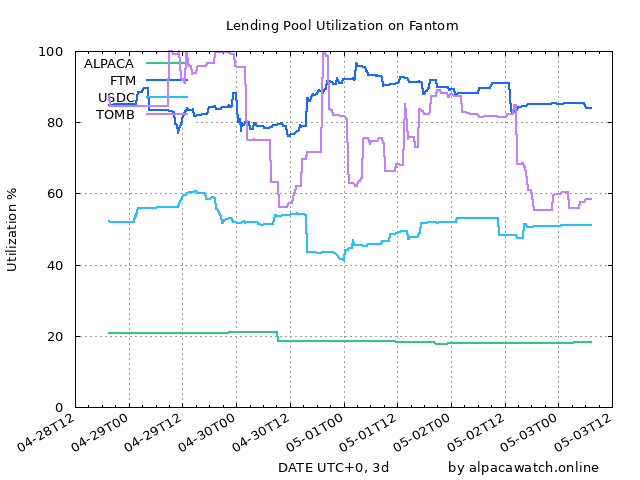 Lending Pool Utilization on Fantom
ALPACA
FTM
USDC
TOMB
Utilization %
100
80
60
40
20
0
04-28T12
04-29T00
04-29T12
04-30T00
04-30T12
05-01T00
05-01T12
05-02T00
05-02T12
05-03T00
05-03T12
DATE UTC+0, 3d
by alpacawatch.online